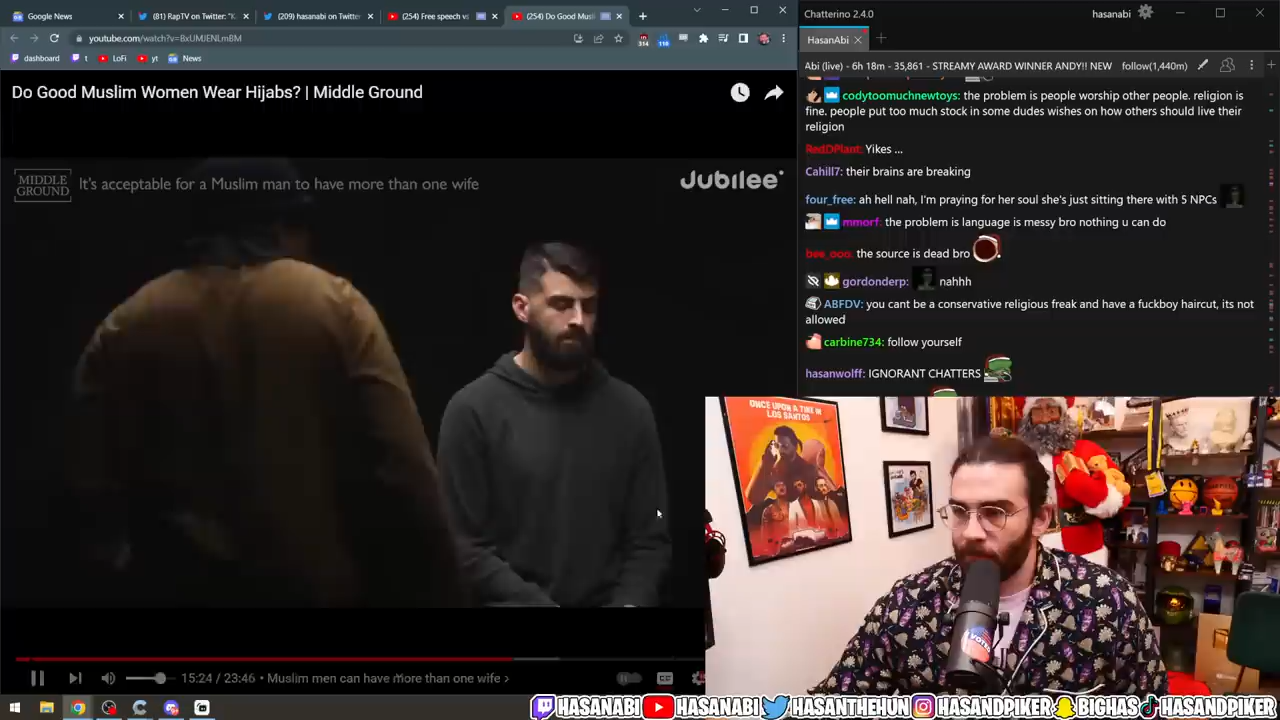 Google News
(81) RapTV on Twitter: "K
(209) hasanabi on Twitter
(254) Free speech v
(254) Do Good Mus
Chatterino 2.4.0
hasanabi
youtube.com/watch?v=BxUMJENLmBM
314
118
HasanAbi
dashboard
t
LoFi
yt
News
Abi (live) - 6h 18m - 35,861 - STREAMY AWARD WINNER ANDY!! NEW
follow(1,440m)
Do Good Muslim Women Wear Hijabs? | Middle Ground
codytoomuchnewtoys: the problem is people worship other people. religion is
fine. people put too much stock in some dudes wishes on how others should live their
religion
RedDPlant: Yikes ...
Cahill7: their brains are breaking
MIDDLE
GROUND
It's acceptable for a Muslim man to have more than one wife
jubilee
four_free: ah hell nah, I'm praying for her soul she's just sitting there with 5 NPCs
mmorf: the problem is language is messy bro nothing u can do
bee_ooo: the source is dead bro
gordonderp: nahhh
ABFDV: you cant be a conservative religious freak and have a fuckboy haircut, its not
allowed
carbine734: follow yourself
hasanwolff: IGNORANT CHATTERS
ONCE UPON A TIME IN
LOS SANTOS
15:24 / 23:46 • Muslim men can have more than one wife ›
HASANABI
HASANABI
HASANTHEHUN
HASANDPIKER
BIGHAS
HASANDPIKER